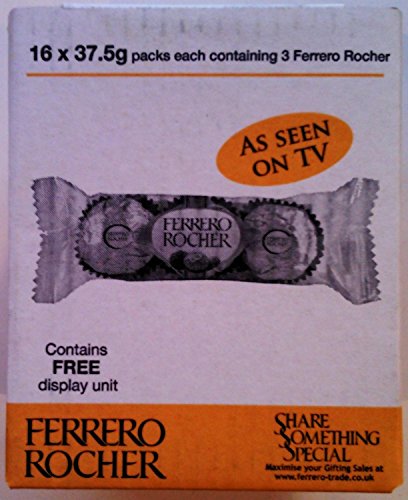 16 x 37.5g packs each containing 3 Ferrero Rocher
AS SEEN
ON TV
FERRERO
ROCHER
Contains
FREE
display unit
FERRERO
ROCHER
SHARE
SOMETHING
SPECIAL
Maximise your Gifting Sales at
www.ferrero-trade.co.uk